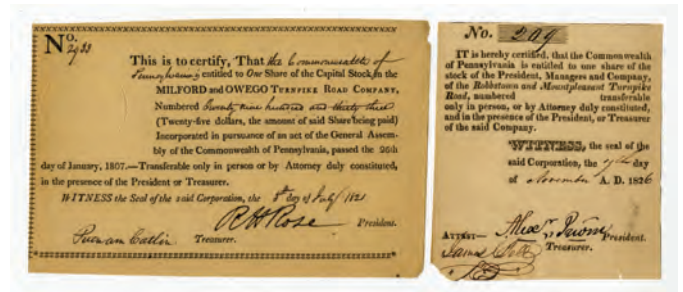 No.
2933
This is to certify, That the Commonwealth of
Pennsylvania is entitled to One Share of the Capital Stock in the
MILFORD and OWEGO TURNPIKE ROAD COMPANY,
Numbered twenty nine hundred and thirty three
(Twenty-five dollars, the amount of said Share being paid)
Incorporated in pursuance of an act of the General Assem-
bly of the Commonwealth of Pennsylvania, passed the 26th
day of January, 1807.—Transferable only in person or by Attorney duly constituted,
in the presence of the President or Treasurer.
WITNESS the Seal of the said Corporation, the 5th day of July 1821
R H Rose President.
Putnam Catlin Treasurer.
No. 209
IT is hereby certified, that the Commonwealth
of Pennsylvania is entitled to one share of the
stock of the President, Managers and Company,
of the Robbstown and Mountpleasant Turnpike
Road, numbered transferable
only in person, or by Attorney duly constituted,
and in the presence of the President, or Treasurer
of the said Company.
WITNESS, the seal of the
said Corporation, the day
of November A. D. 1826
ATTEST— Alexr President.
James Treasurer.